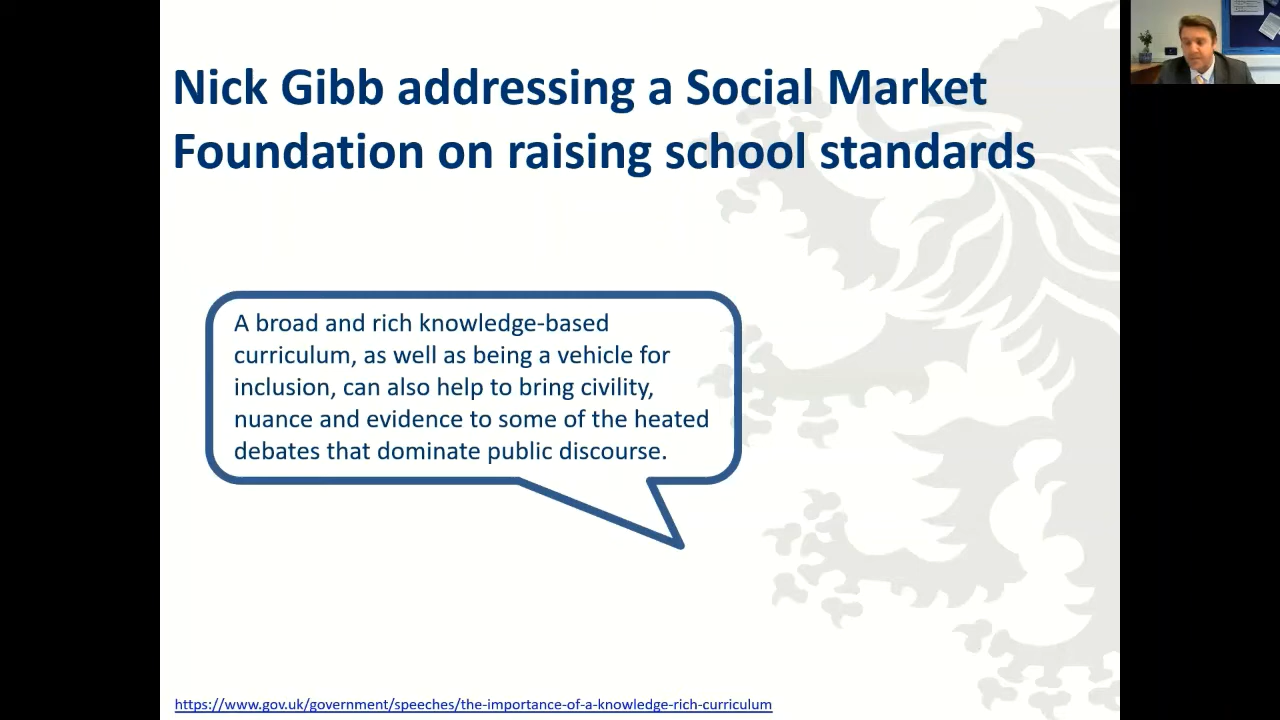 Nick Gibb addressing a Social Market
Foundation on raising school standards
A broad and rich knowledge-based
curriculum, as well as being a vehicle for
inclusion, can also help to bring civility,
nuance and evidence to some of the heated
debates that dominate public discourse.
https://www.gov.uk/government/speeches/the-importance-of-a-knowledge-rich-curriculum